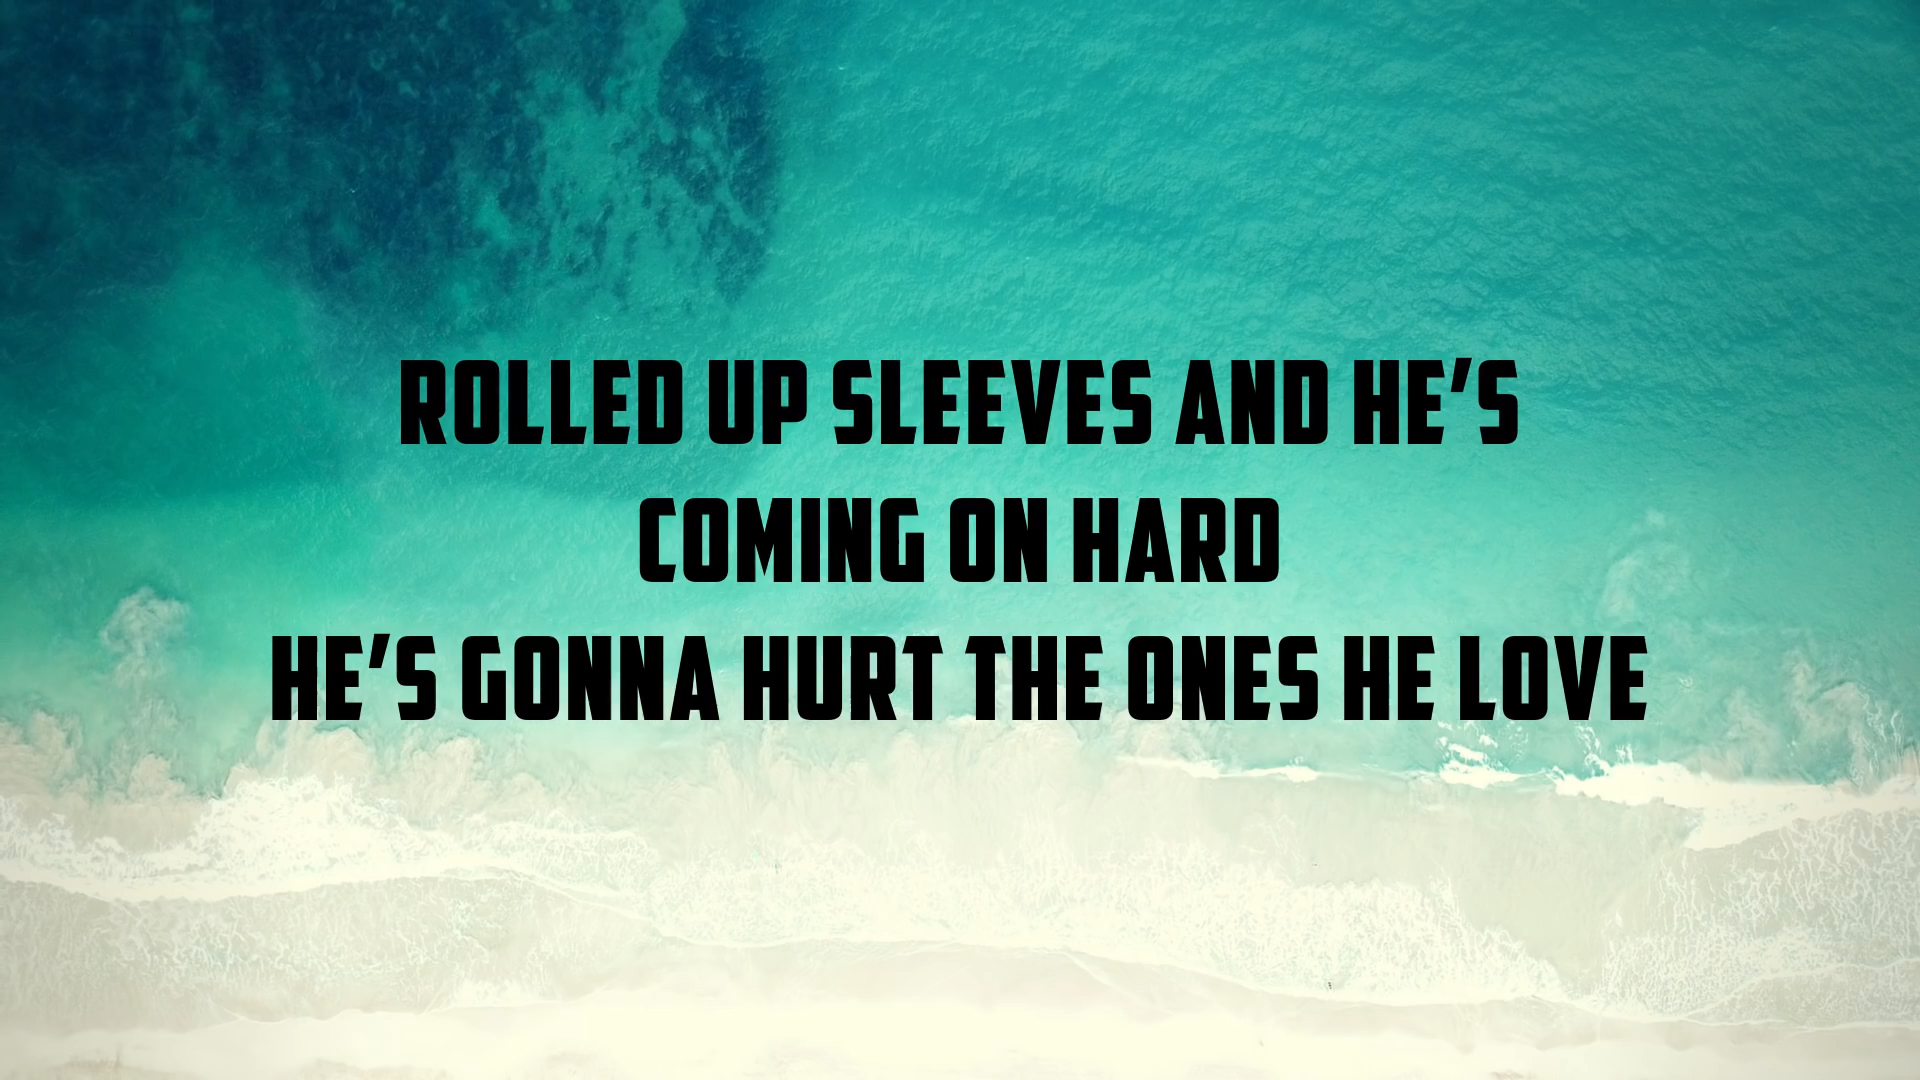 ROLLED UP SLEEVES AND HE'S
COMING ON HARD
HE'S GONNA HURT THE ONES HE LOVE